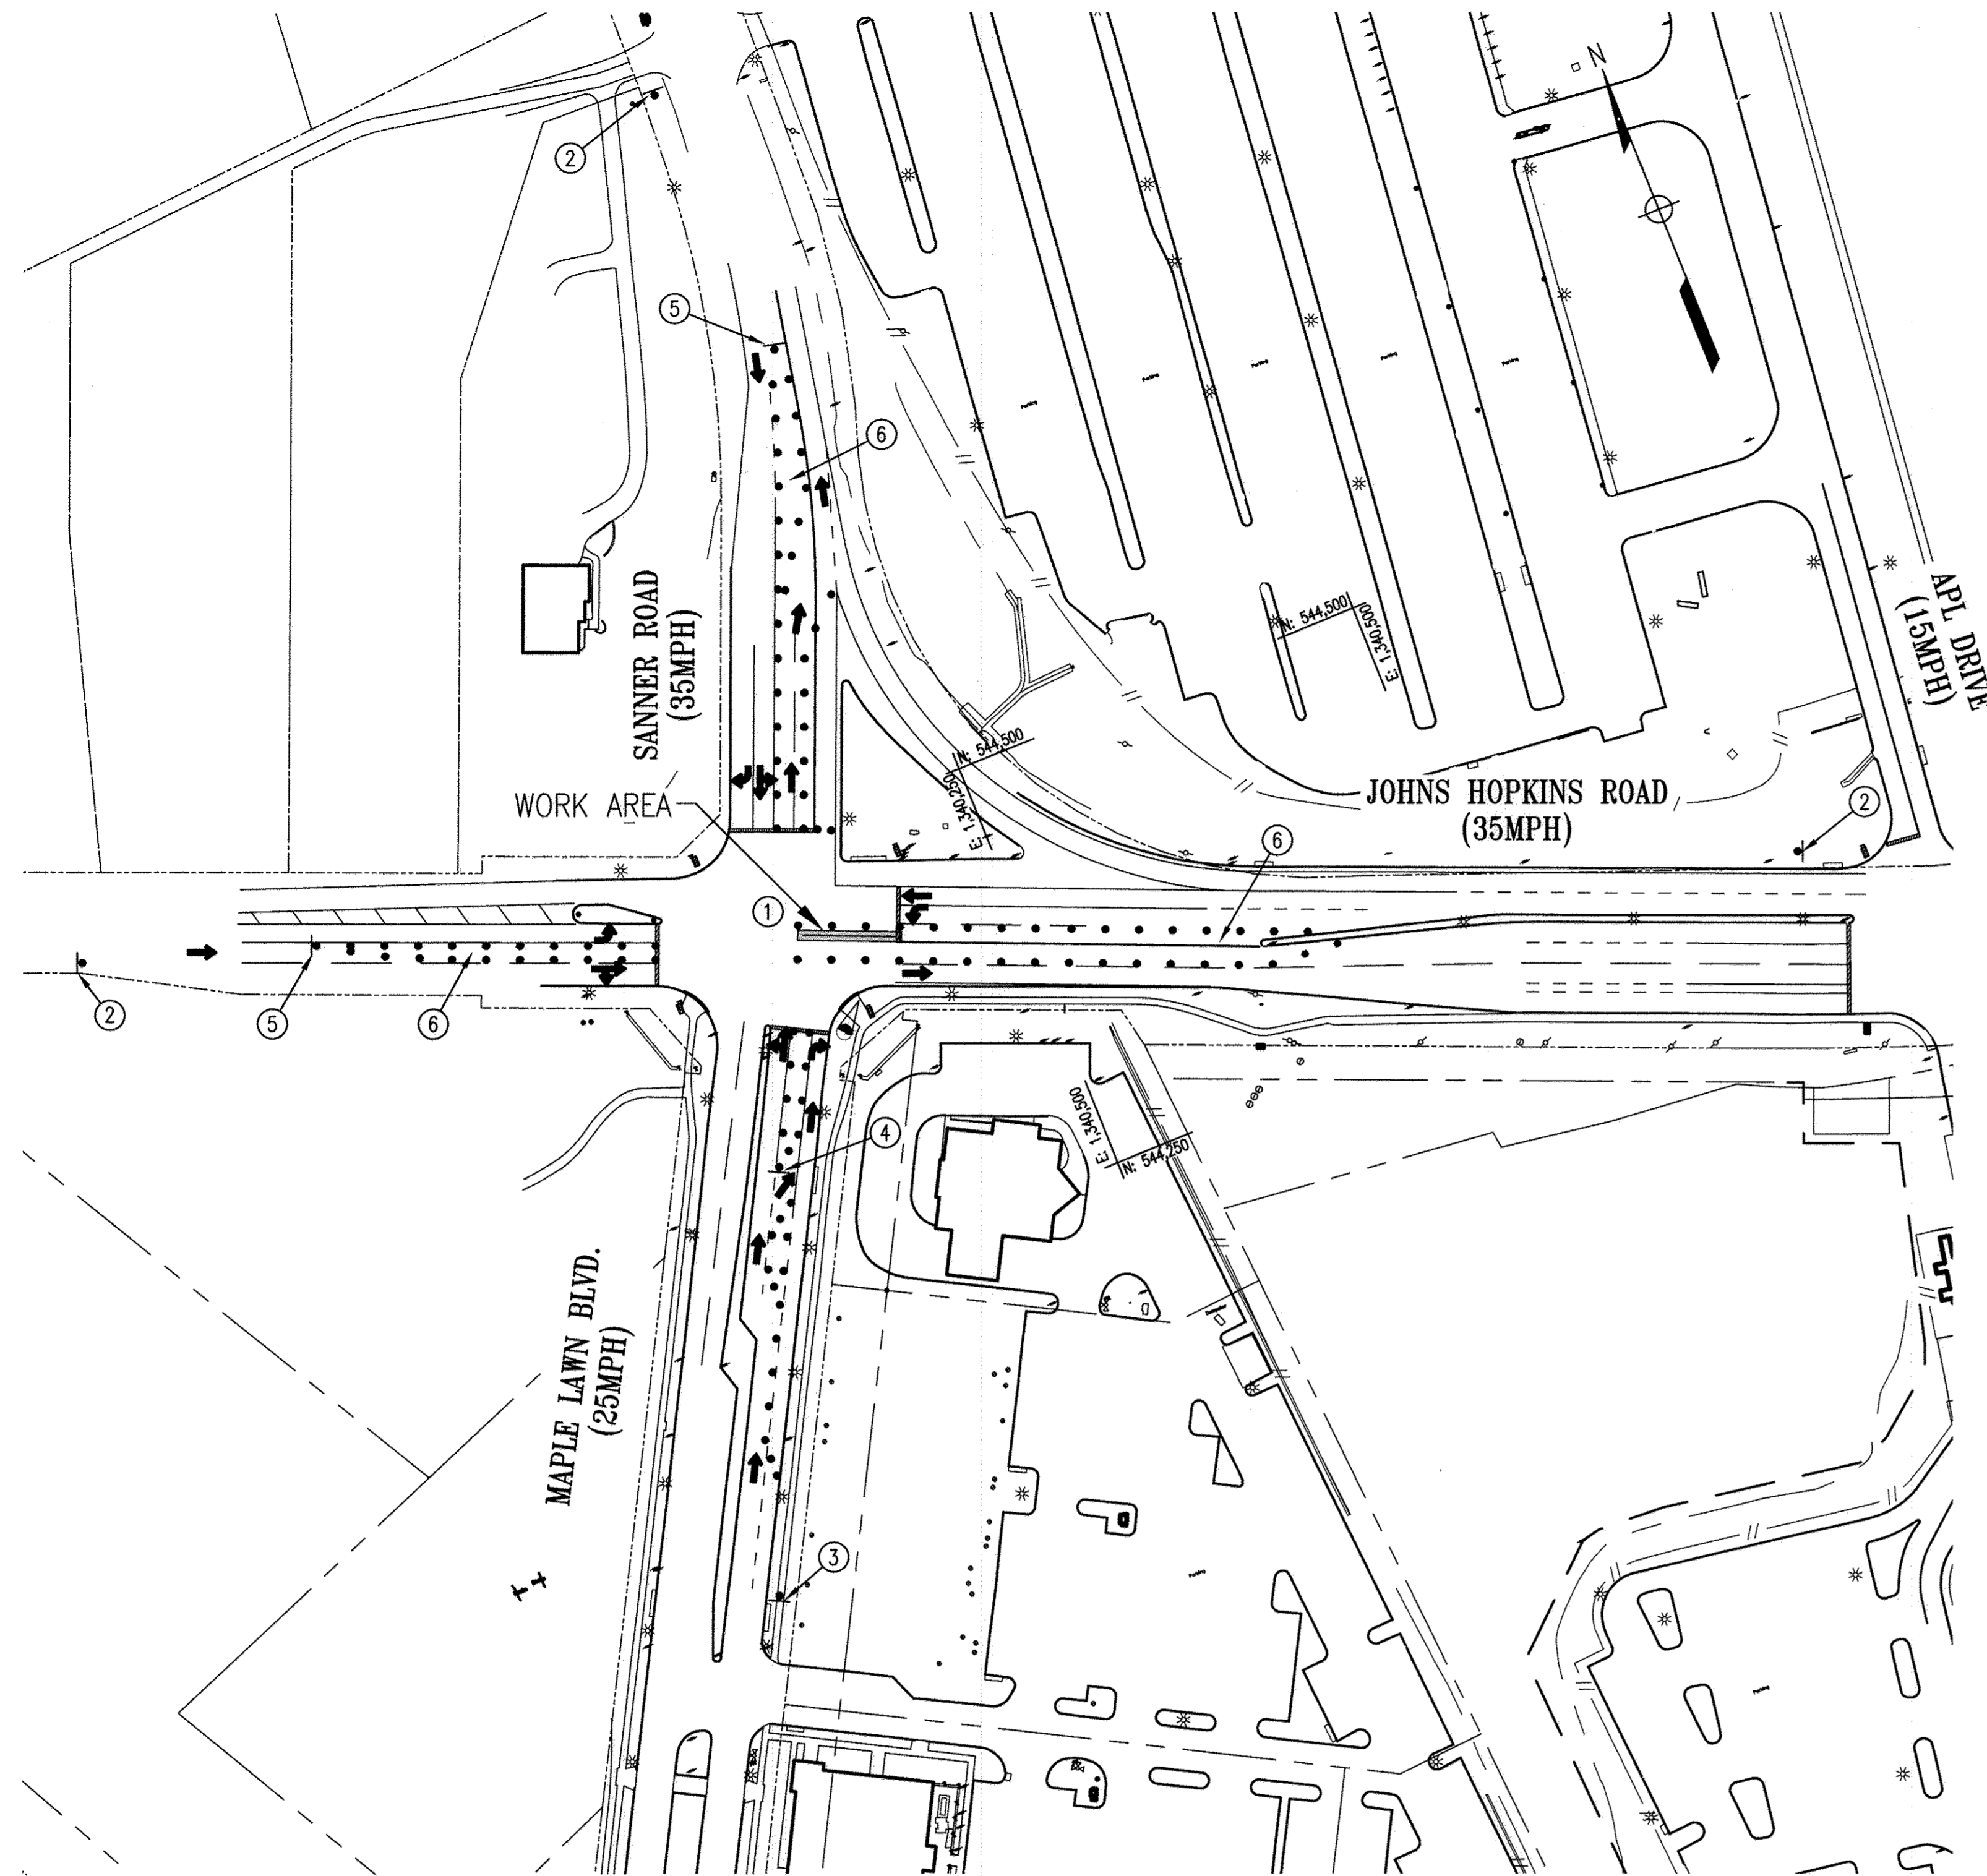 N
2
5
6
SANNER ROAD
(35MPH)
APL DRIVE
(15MPH)
N: 544,500
E: 1,340,500
N: 544,500
E: 1,340,250
WORK AREA
JOHNS HOPKINS ROAD
(35MPH)
2
6
1
2
5
6
4
E: 1,340,500
N: 544,250
MAPLE LAWN BLVD.
(25MPH)
3